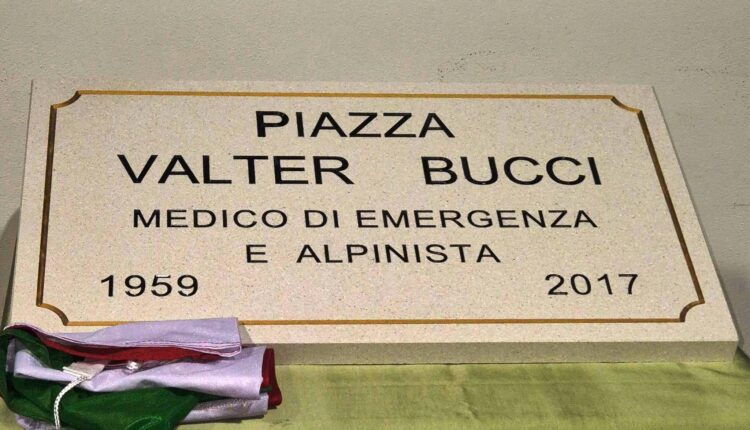 PIAZZA
VALTER BUCCI
MEDICO DI EMERGENZA
E ALPINISTA
1959 2017